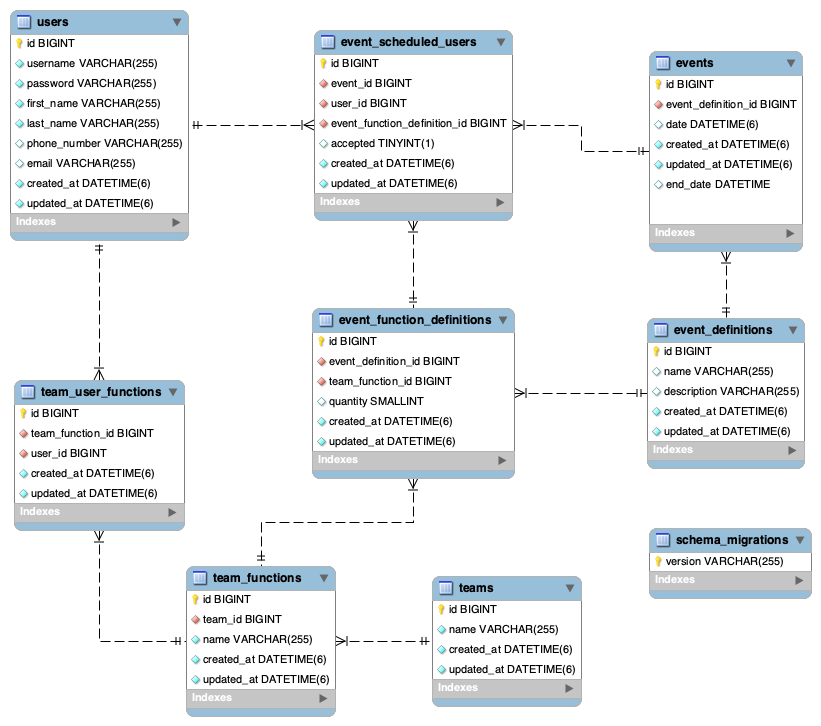 users
id BIGINT
username VARCHAR(255)
password VARCHAR(255)
first_name VARCHAR(255)
last_name VARCHAR(255)
phone_number VARCHAR(255)
email VARCHAR(255)
created_at DATETIME(6)
updated_at DATETIME(6)
Indexes
event_scheduled_users
id BIGINT
event_id BIGINT
user_id BIGINT
event_function_definition_id BIGINT
accepted TINYINT(1)
created_at DATETIME(6)
updated_at DATETIME(6)
Indexes
events
id BIGINT
event_definition_id BIGINT
date DATETIME(6)
created_at DATETIME(6)
updated_at DATETIME(6)
end_date DATETIME
Indexes
event_function_definitions
id BIGINT
event_definition_id BIGINT
team_function_id BIGINT
quantity SMALLINT
created_at DATETIME(6)
updated_at DATETIME(6)
Indexes
event_definitions
id BIGINT
name VARCHAR(255)
description VARCHAR(255)
created_at DATETIME(6)
updated_at DATETIME(6)
Indexes
team_user_functions
id BIGINT
team_function_id BIGINT
user_id BIGINT
created_at DATETIME(6)
updated_at DATETIME(6)
Indexes
schema_migrations
version VARCHAR(255)
Indexes
team_functions
id BIGINT
team_id BIGINT
name VARCHAR(255)
created_at DATETIME(6)
updated_at DATETIME(6)
Indexes
teams
id BIGINT
name VARCHAR(255)
created_at DATETIME(6)
updated_at DATETIME(6)
Indexes